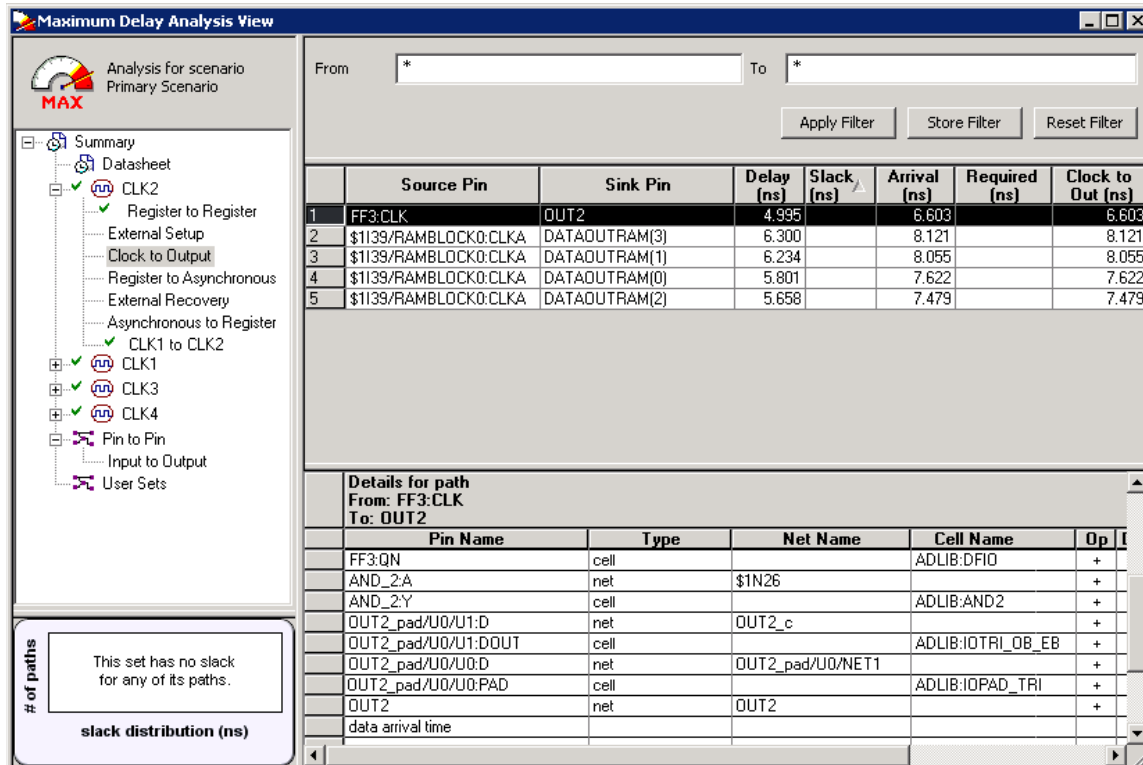 Maximum Delay Analysis View
Analysis for scenario
Primary Scenario
MAX
Summary
Datasheet
CLK2
Register to Register
External Setup
Clock to Output
Register to Asynchronous
External Recovery
Asynchronous to Register
CLK1 to CLK2
CLK1
CLK3
CLK4
Pin to Pin
Input to Output
User Sets
# of paths
This set has no slack
for any of its paths.
slack distribution (ns)
From * To *
Apply Filter Store Filter Reset Filter
Source Pin Sink Pin Delay (ns) Slack (ns) Arrival (ns) Required (ns) Clock to Out (ns)
1 FF3:CLK OUT2 4.995 6.603 6.603
2 $1I39/RAMBLOCK0:CLKA DATAOUTRAM(3) 6.300 8.121 8.121
3 $1I39/RAMBLOCK0:CLKA DATAOUTRAM(1) 6.234 8.055 8.055
4 $1I39/RAMBLOCK0:CLKA DATAOUTRAM(0) 5.801 7.622 7.622
5 $1I39/RAMBLOCK0:CLKA DATAOUTRAM(2) 5.658 7.479 7.479
Details for path
From: FF3:CLK
To: OUT2
Pin Name Type Net Name Cell Name Op
FF3:QN cell ADLIB:DFI0 +
AND_2:A net $1N26 +
AND_2:Y cell ADLIB:AND2 +
OUT2_pad/U0/U1:D net OUT2_c +
OUT2_pad/U0/U1:DOUT cell ADLIB:IOTRI_OB_EB +
OUT2_pad/U0/U0:D net OUT2_pad/U0/NET1 +
OUT2_pad/U0/U0:PAD cell ADLIB:IOPAD_TRI +
OUT2 net OUT2 +
data arrival time